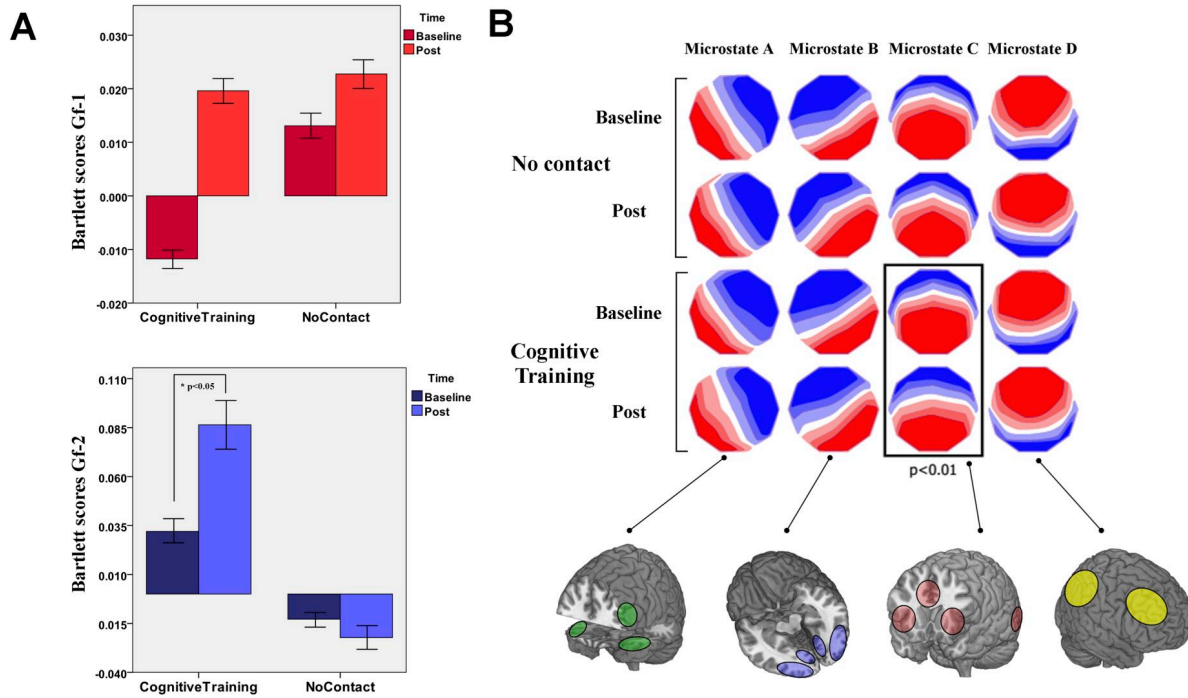 A
Bartlett scores Gf-1
0.030
0.020
0.010
0.000
-0.010
-0.020
Time
Baseline
Post
CognitiveTraining
NoContact
Bartlett scores Gf-2
0.110
0.085
0.060
0.035
0.010
0.015
-0.040
* p<0.05
Time
Baseline
Post
CognitiveTraining
NoContact
B
Microstate A
Microstate B
Microstate C
Microstate D
Baseline
No contact
Post
Baseline
Cognitive
Training
Post
p<0.01